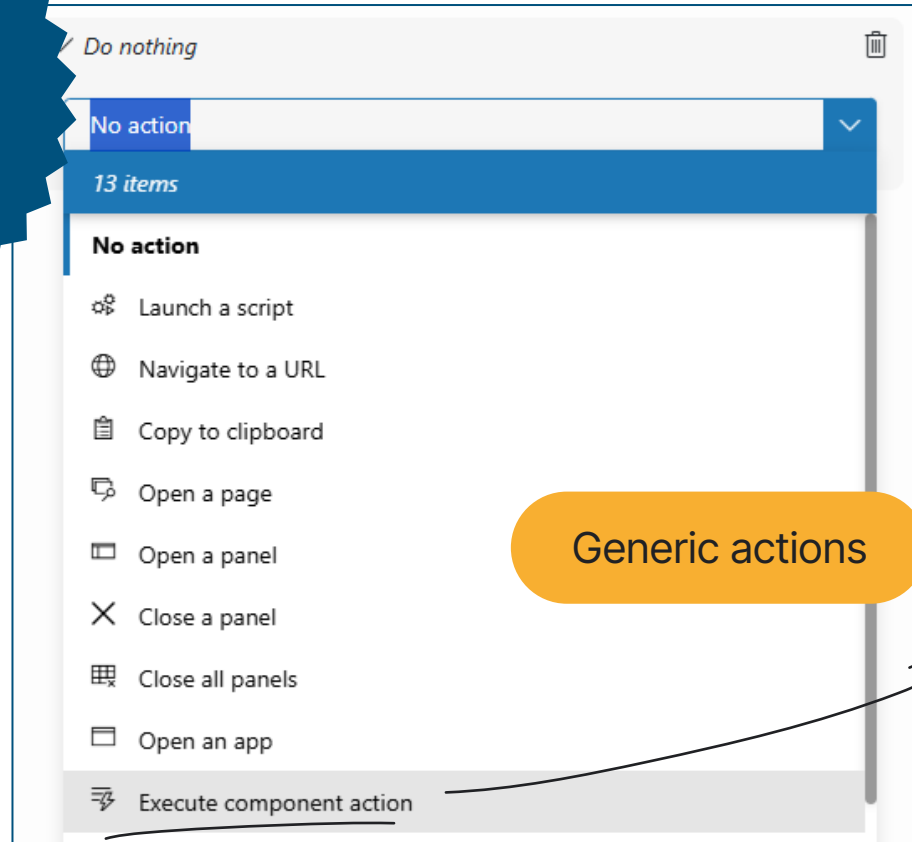 Do nothing
No action
13 items
No action
Launch a script
Navigate to a URL
Copy to clipboard
Open a page
Open a panel
Generic actions
Close a panel
Close all panels
Open an app
Execute component action